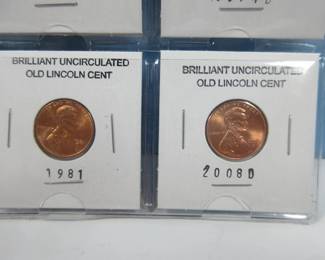 BRILLIANT UNCIRCULATED
OLD LINCOLN CENT
1981
BRILLIANT UNCIRCULATED
OLD LINCOLN CENT
2008D